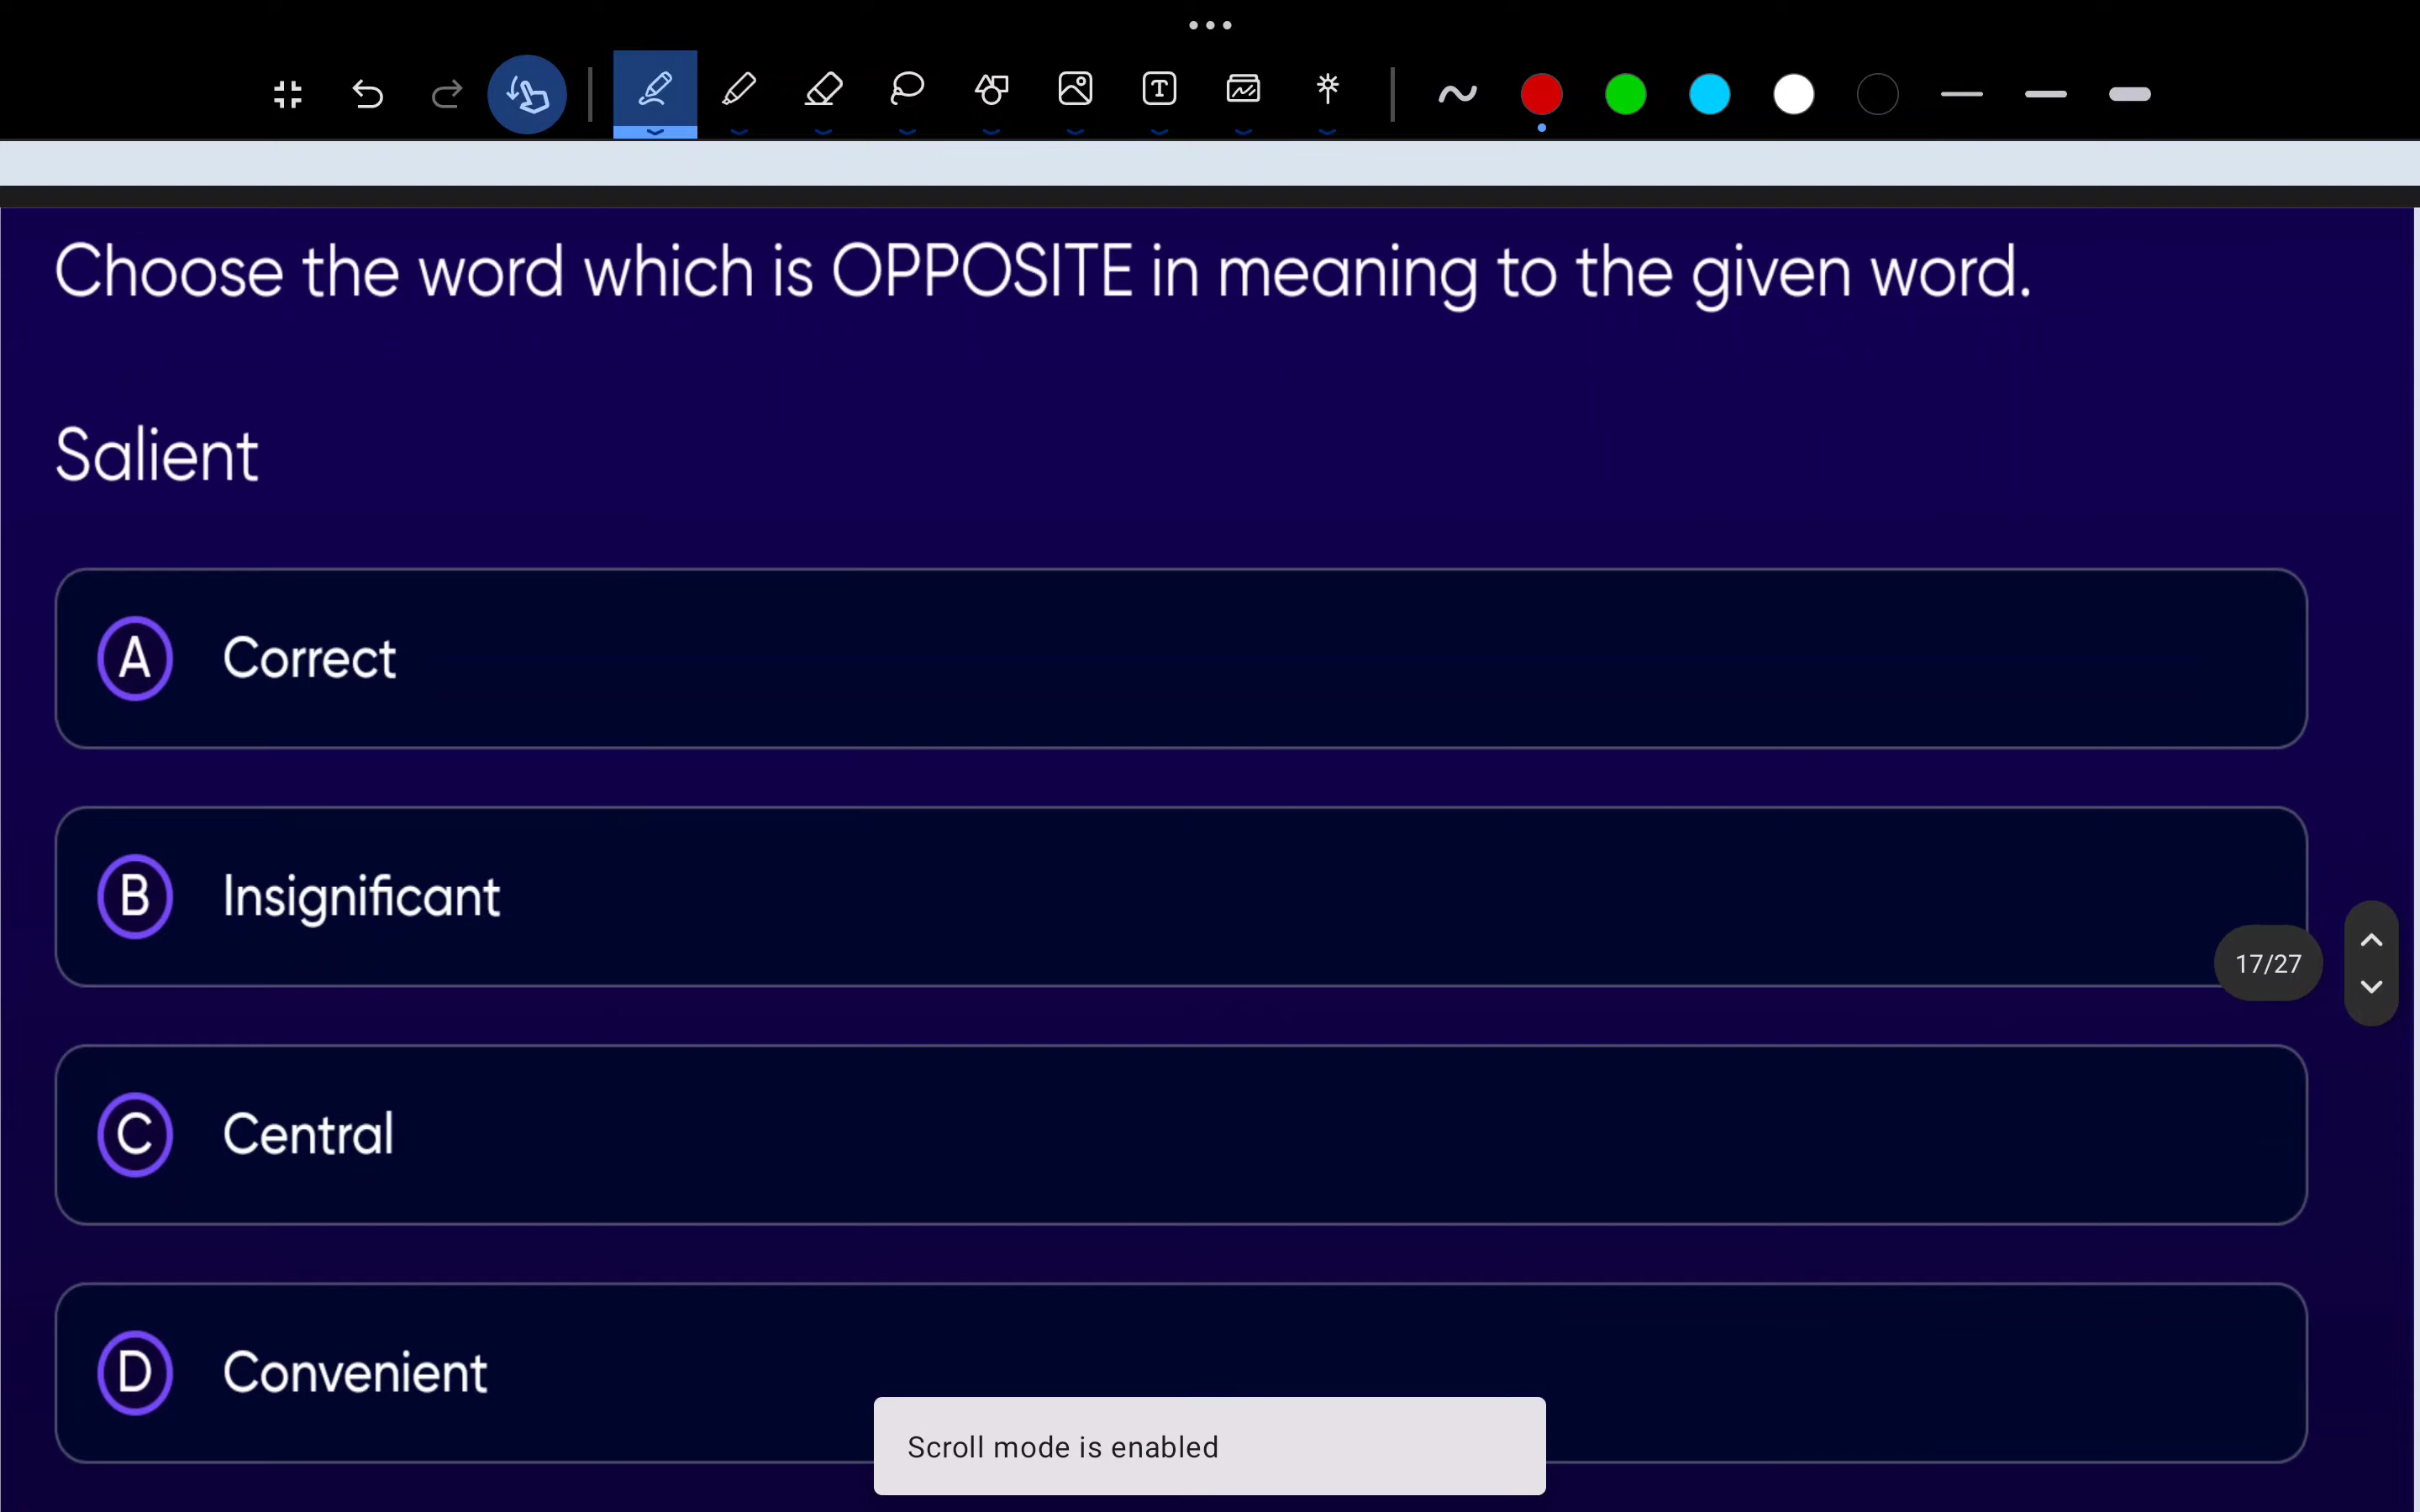 Choose the word which is OPPOSITE in meaning to the given word.
Salient
A Correct
B Insignificant
17/27
C Central
D Convenient
Scroll mode is enabled